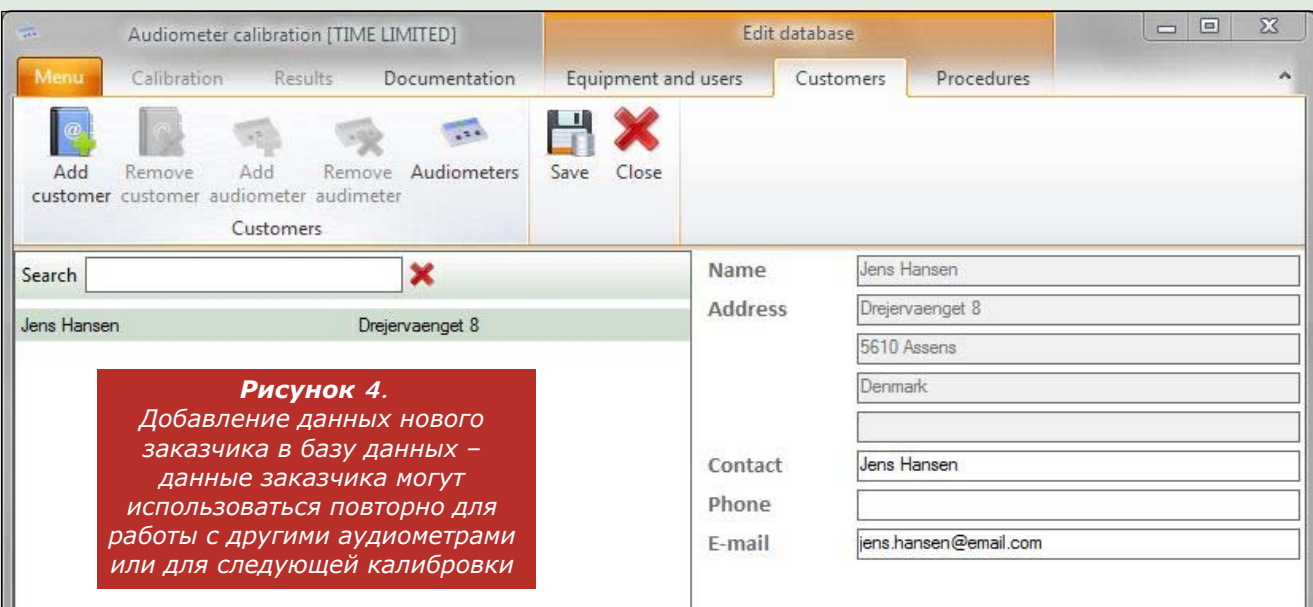 Audiometer calibration [TIME LIMITED]
Edit database
Menu
Calibration
Results
Documentation
Equipment and users
Customers
Procedures
Add customer
Remove customer
Add audiometer
Remove audimeter
Audiometers
Save
Close
Customers
Search
Jens Hansen
Drejervaenget 8
Рисунок 4.
Добавление данных нового
заказчика в базу данных –
данные заказчика могут
использоваться повторно для
работы с другими аудиометрами
или для следующей калибровки
Name
Jens Hansen
Address
Drejervaenget 8
5610 Assens
Denmark
Contact
Jens Hansen
Phone
E-mail
jens.hansen@email.com